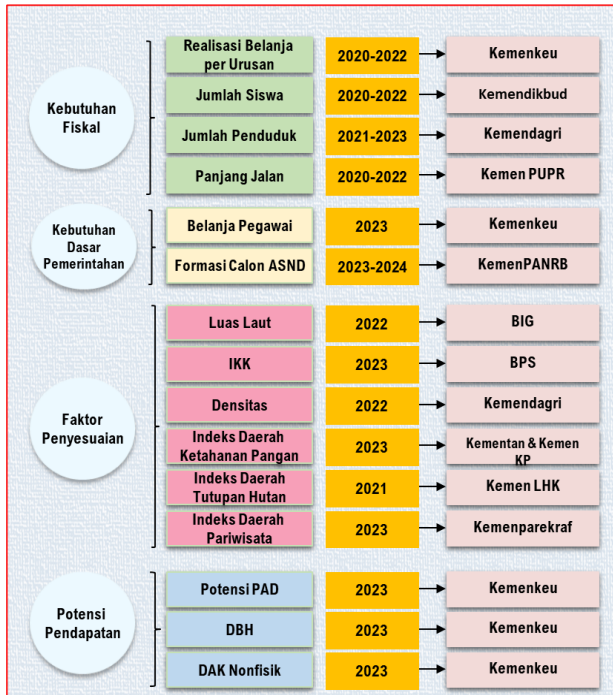 Kebutuhan
Fiskal
Realisasi Belanja
per Urusan
2020-2022
Kemenkeu
Jumlah Siswa
2020-2022
Kemendikbud
Jumlah Penduduk
2021-2023
Kemendagri
Panjang Jalan
2020-2022
Kemen PUPR
Kebutuhan
Dasar
Pemerintahan
Belanja Pegawai
2023
Kemenkeu
Formasi Calon ASND
2023-2024
KemenPANRB
Faktor
Penyesuaian
Luas Laut
2022
BIG
IKK
2023
BPS
Densitas
2022
Kemendagri
Indeks Daerah
Ketahanan Pangan
2023
Kementan & Kemen
KP
Indeks Daerah
Tutupan Hutan
2021
Kemen LHK
Indeks Daerah
Pariwisata
2023
Kemenparekraf
Potensi
Pendapatan
Potensi PAD
2023
Kemenkeu
DBH
2023
Kemenkeu
DAK Nonfisik
2023
Kemenkeu